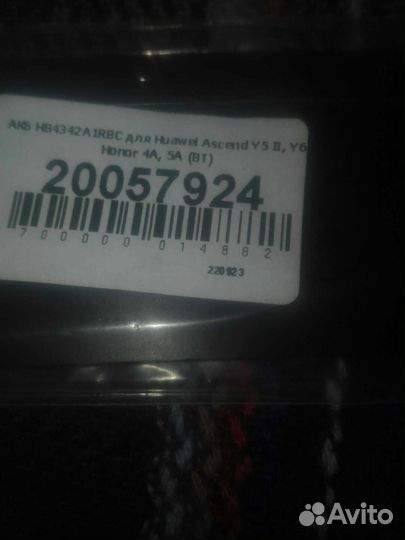 АКБ HB4342A1RBC для Huawei Ascend Y5 II, Y6
Honor 4A, 5A (BT)
20057924
700000 014882
220923
Avito